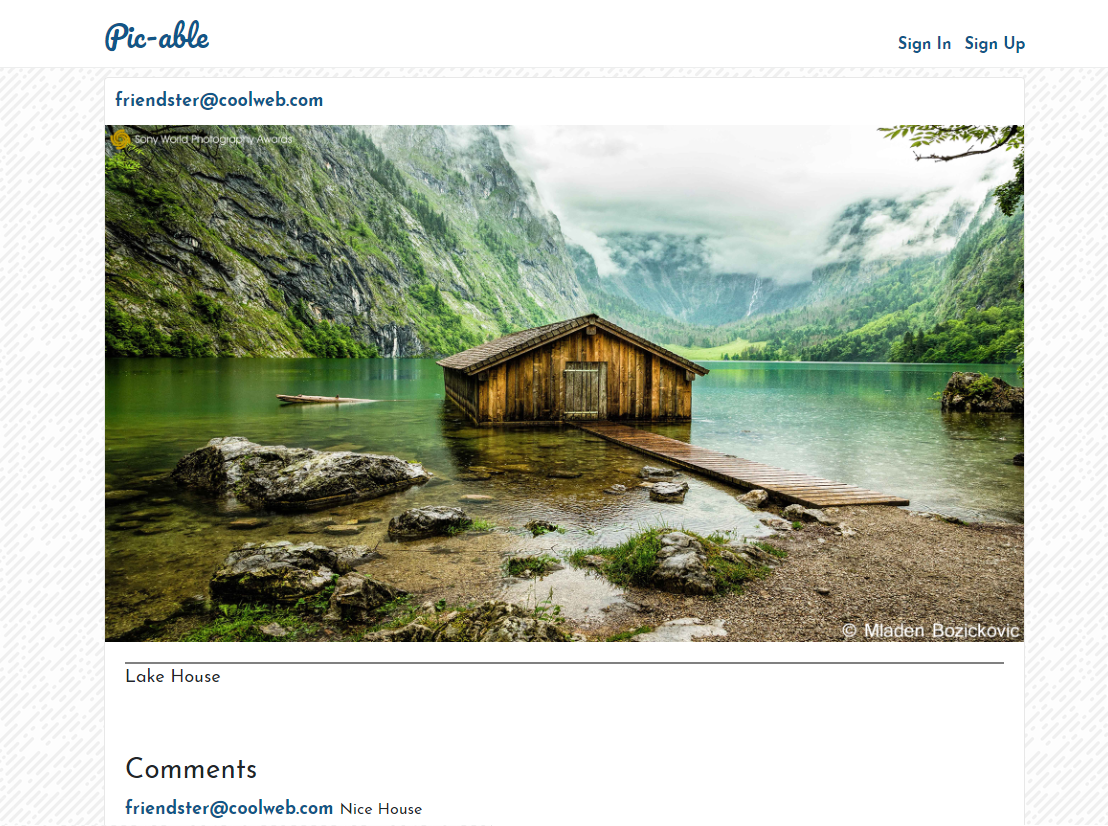 Pic-able
Sign In Sign Up
friendster@coolweb.com
Sony World Photography Awards
© Mladen Bozickovic
Lake House
Comments
friendster@coolweb.com Nice House